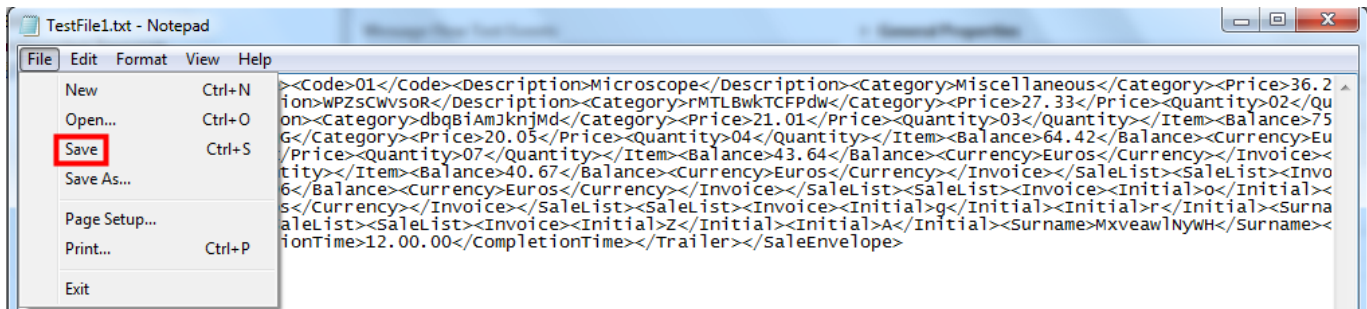 TestFile1.txt - Notepad
File Edit Format View Help
New Ctrl+N
Open... Ctrl+O
Save Ctrl+S
Save As...
Page Setup...
Print... Ctrl+P
Exit
><Code>01</Code><Description>Microscope</Description><Category>Miscellaneous</Category><Price>36.2
ion>WPZsCWvsoR</Description><Category>rMTLBwkTCFPdW</Category><Price>27.33</Price><Quantity>02</Qu
on><Category>dbqBiAmJknjMd</Category><Price>21.01</Price><Quantity>03</Quantity></Item><Balance>75
G</Category><Price>20.05</Price><Quantity>04</Quantity></Item><Balance>64.42</Balance><Currency>Eu
/Price><Quantity>07</Quantity></Item><Balance>43.64</Balance><Currency>Euros</Currency></Invoice><
tity></Item><Balance>40.67</Balance><Currency>Euros</Currency></Invoice></SaleList><SaleList><Invo
6</Balance><Currency>Euros</Currency></Invoice></SaleList><SaleList><Invoice><Initial>o</Initial><
s</Currency></Invoice></SaleList><SaleList><Invoice><Initial>g</Initial><Initial>r</Initial><Surna
aleList><SaleList><Invoice><Initial>Z</Initial><Initial>A</Initial><Surname>MxveawlNyWH</Surname><
ionTime>12.00.00</CompletionTime></Trailer></SaleEnvelope>